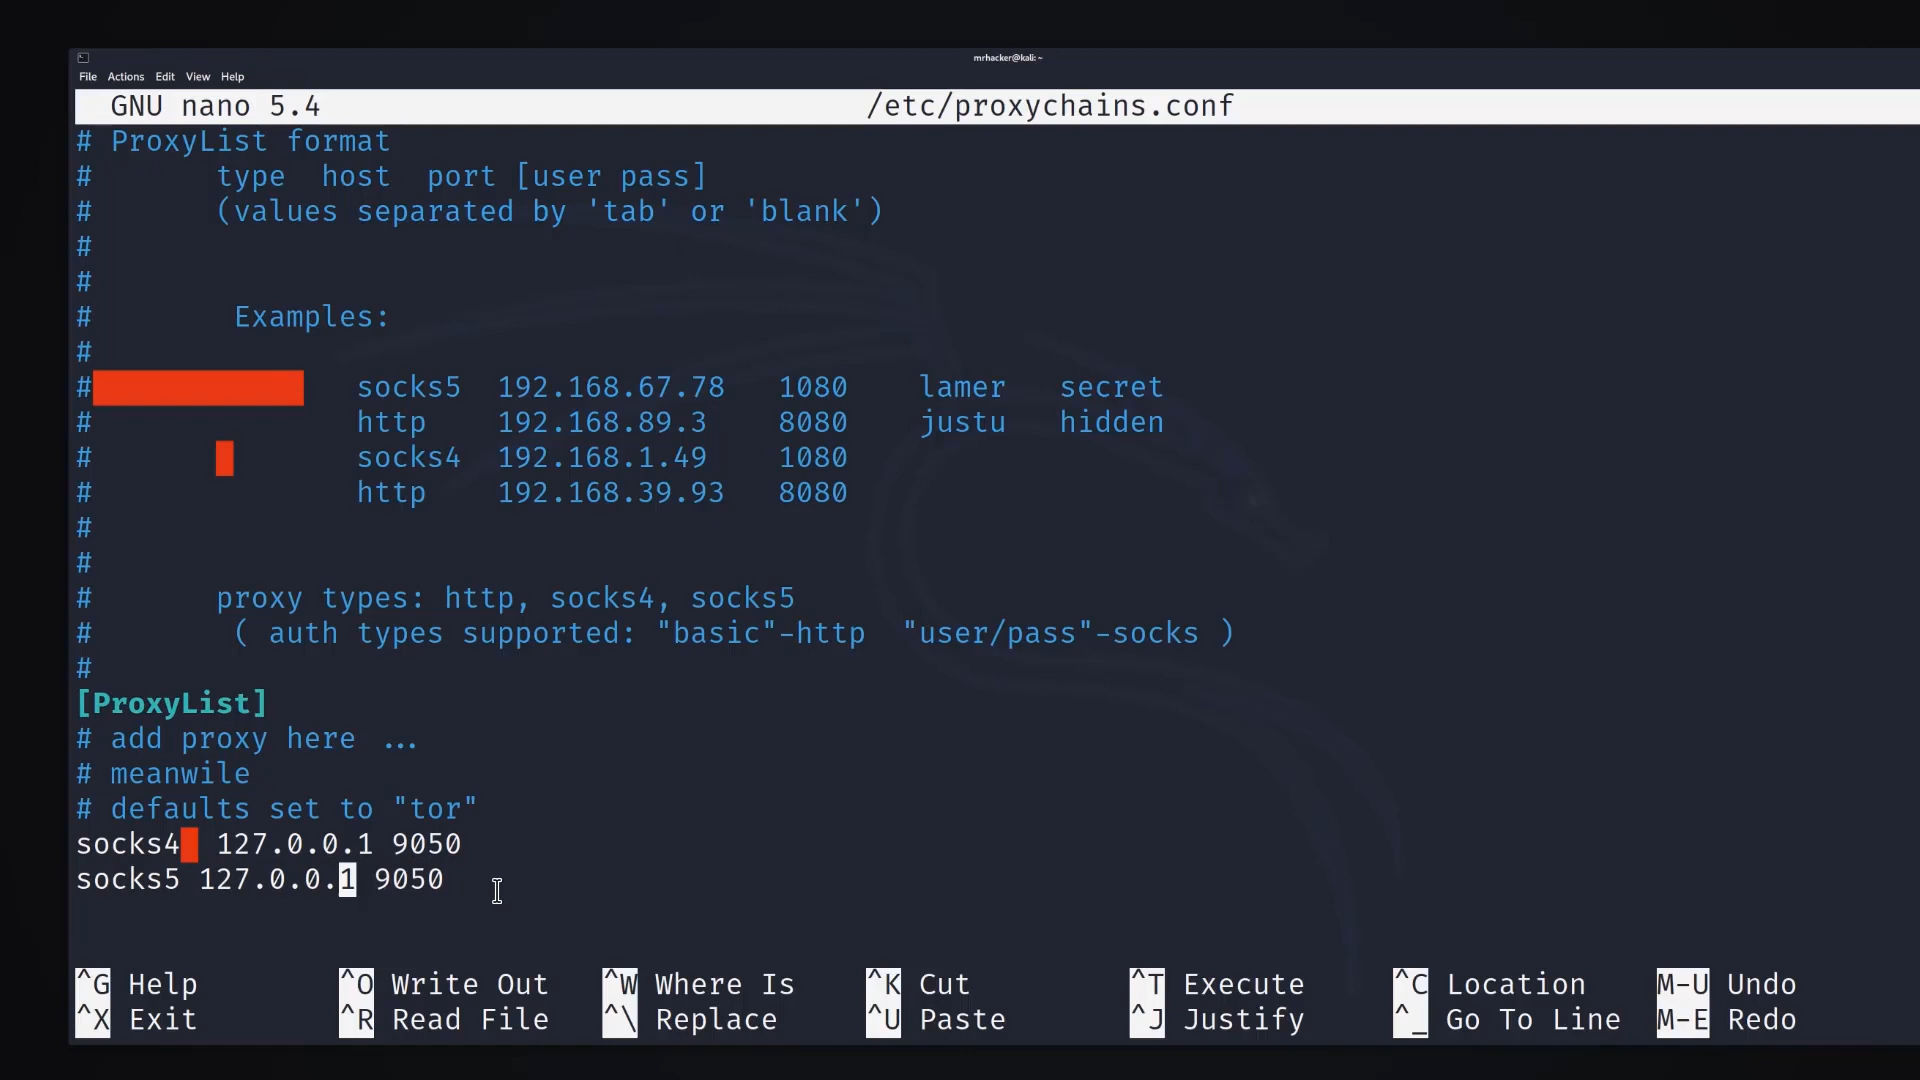 mrhacker@kali: ~
File Actions Edit View Help
GNU nano 5.4 /etc/proxychains.conf
# ProxyList format
# type host port [user pass]
# (values separated by 'tab' or 'blank')
#
#
# Examples:
#
# socks5 192.168.67.78 1080 lamer secret
# http 192.168.89.3 8080 justu hidden
# socks4 192.168.1.49 1080
# http 192.168.39.93 8080
#
#
# proxy types: http, socks4, socks5
# ( auth types supported: "basic"-http "user/pass"-socks )
#
[ProxyList]
# add proxy here ...
# meanwile
# defaults set to "tor"
socks4 127.0.0.1 9050
socks5 127.0.0.1 9050
^G Help ^O Write Out ^W Where Is ^K Cut ^T Execute ^C Location M-U Undo
^X Exit ^R Read File ^\ Replace ^U Paste ^J Justify ^_ Go To Line M-E Redo